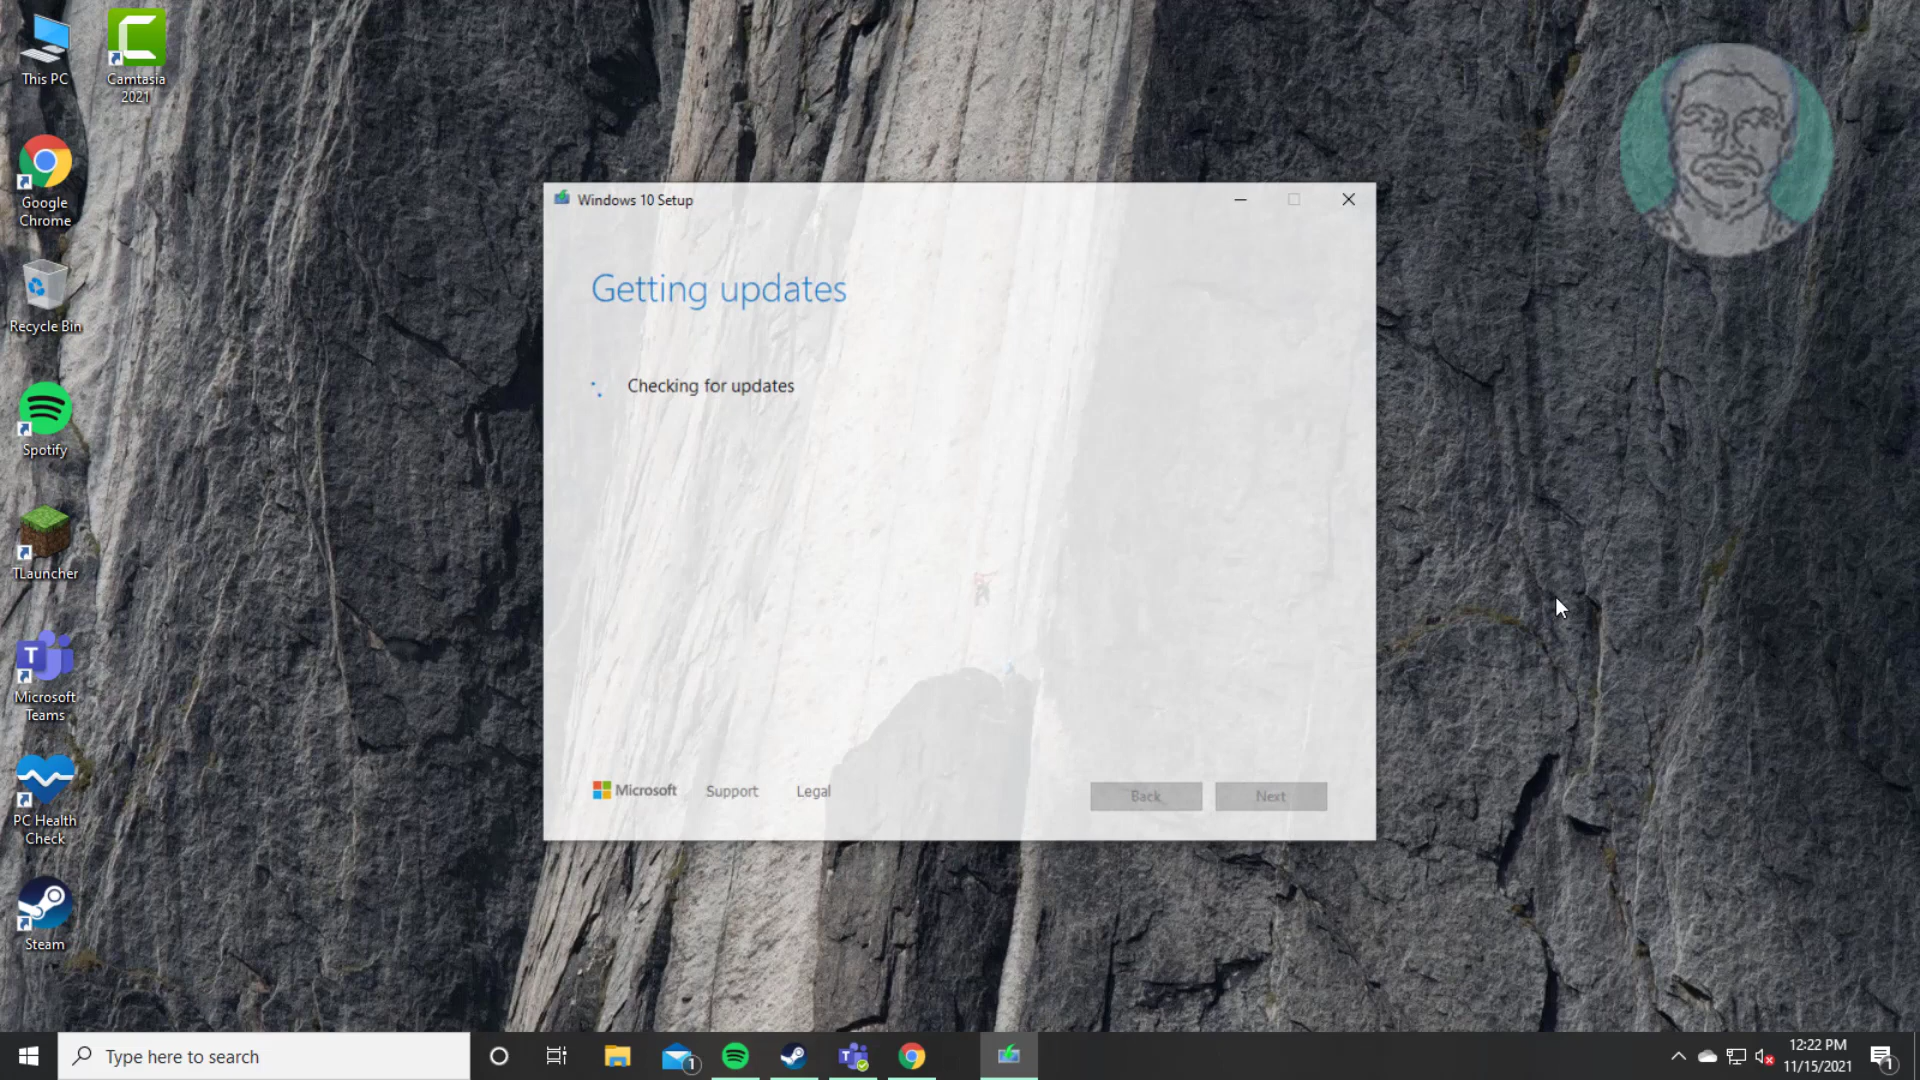 This PC
Camtasia
2021
Google
Chrome
Recycle Bin
Spotify
TLauncher
Microsoft
Teams
PC Health
Check
Steam
Windows 10 Setup
Getting updates
Checking for updates
Microsoft
Support
Legal
Back
Next
Type here to search
1
T
12:22 PM
11/15/2021
1